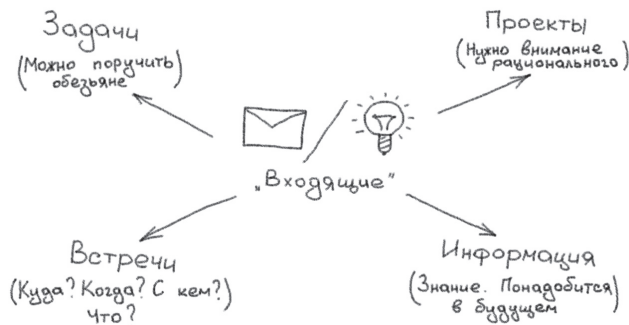 Задачи
(Можно поручить
обезьяне)
Проекты
(Нужно внимание
рационального)
„Входящие"
Встречи
(Куда? Когда? С кем?)
Что?
Информация
(Знание. Понадобится
в будущем)